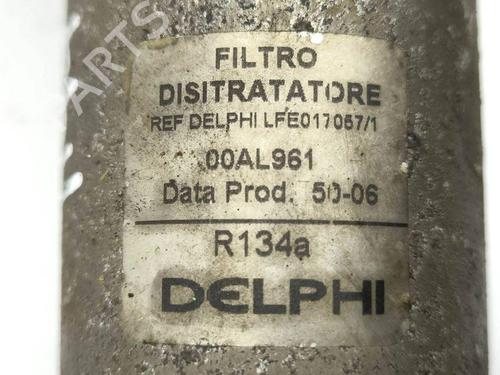 FILTRO
DISITRATATORE
REF DELPHI LFE017057/1
00AL961
Data Prod. 50-06
R134a
DELPHI